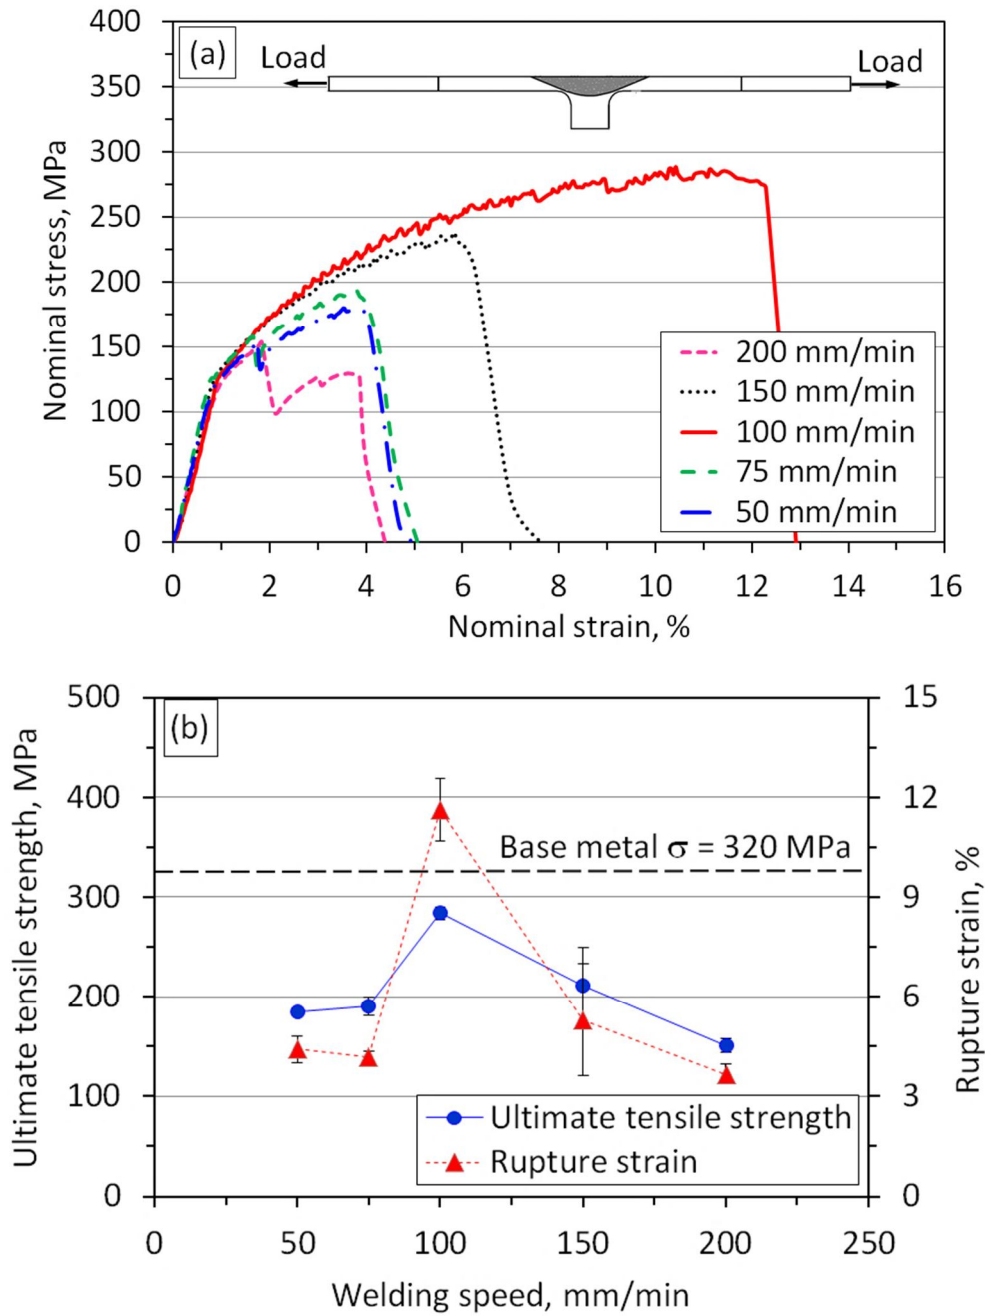 (a)
Load
Load
Nominal stress, MPa
400
350
300
250
200
150
100
50
0
200 mm/min
150 mm/min
100 mm/min
75 mm/min
50 mm/min
0 2 4 6 8 10 12 14 16
Nominal strain, %
(b)
Ultimate tensile strength, MPa
500
400
300
200
100
0
Base metal σ = 320 MPa
15
12
9
6
3
0
Rupture strain, %
Ultimate tensile strength
Rupture strain
0 50 100 150 200 250
Welding speed, mm/min